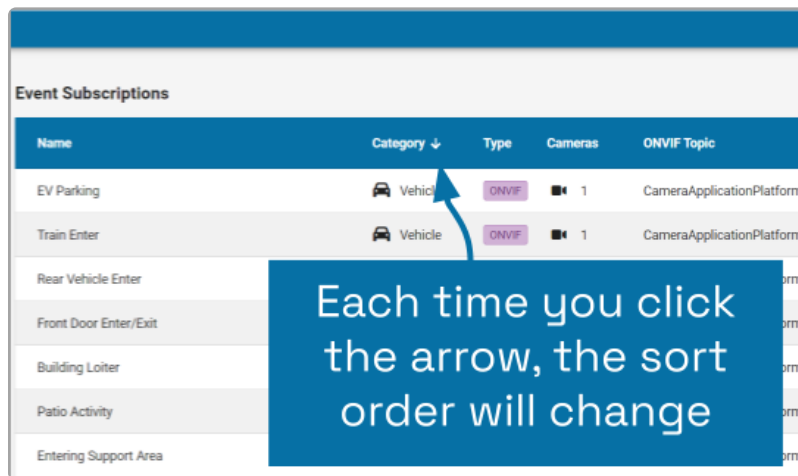 Event Subscriptions
Name Category ↓ Type Cameras ONVIF Topic
EV Parking Vehicl ONVIF 1 CameraApplicationPlatform
Train Enter Vehicle ONVIF 1 CameraApplicationPlatform
Rear Vehicle Enter
Front Door Enter/Exit
Building Loiter
Patio Activity
Entering Support Area
Each time you click
the arrow, the sort
order will change